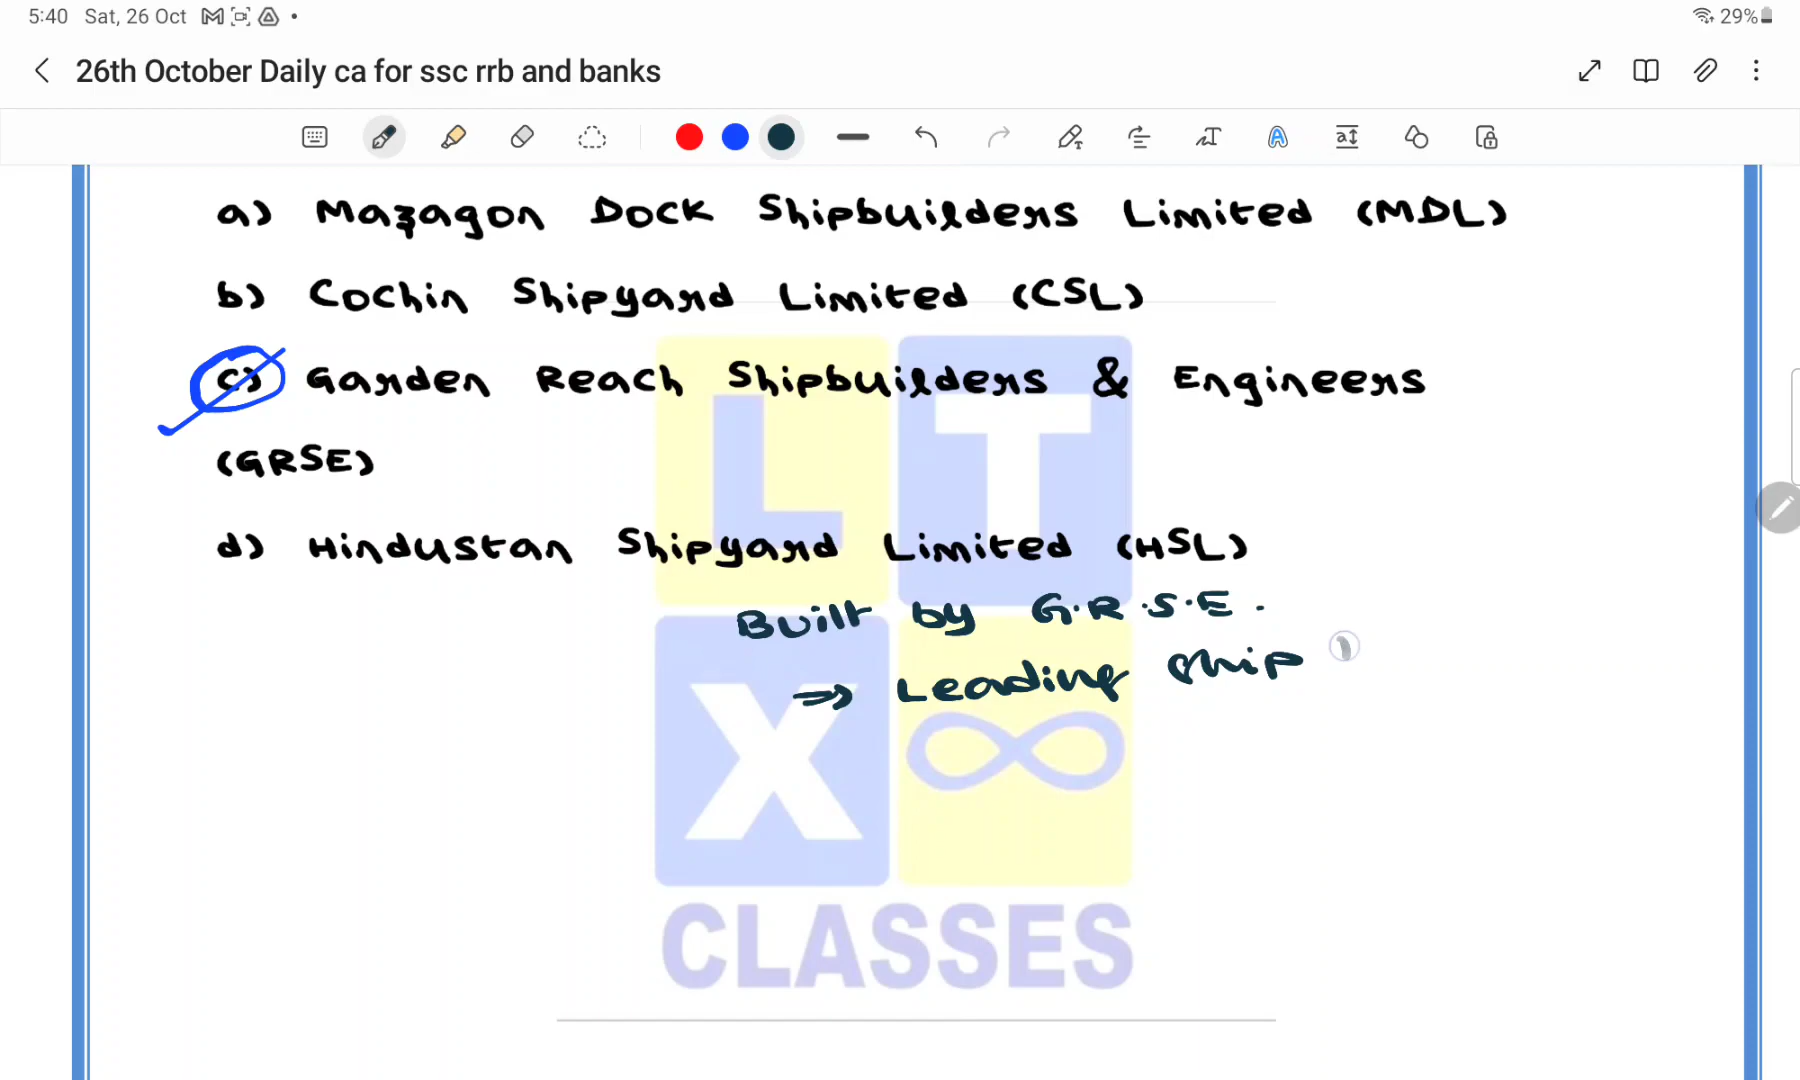 5:40 Sat, 26 Oct 29%
26th October Daily ca for ssc rrb and banks
a) Mazagon Dock Shipbuilders Limited (MDL)
b) Cochin Shipyard Limited (CSL)
c) Garden Reach Shipbuilders & Engineers
(GRSE)
d) Hindustan Shipyard Limited (HSL)
Built by G.R.S.E.
⇒ Leading ship
L T
X ∞
CLASSES